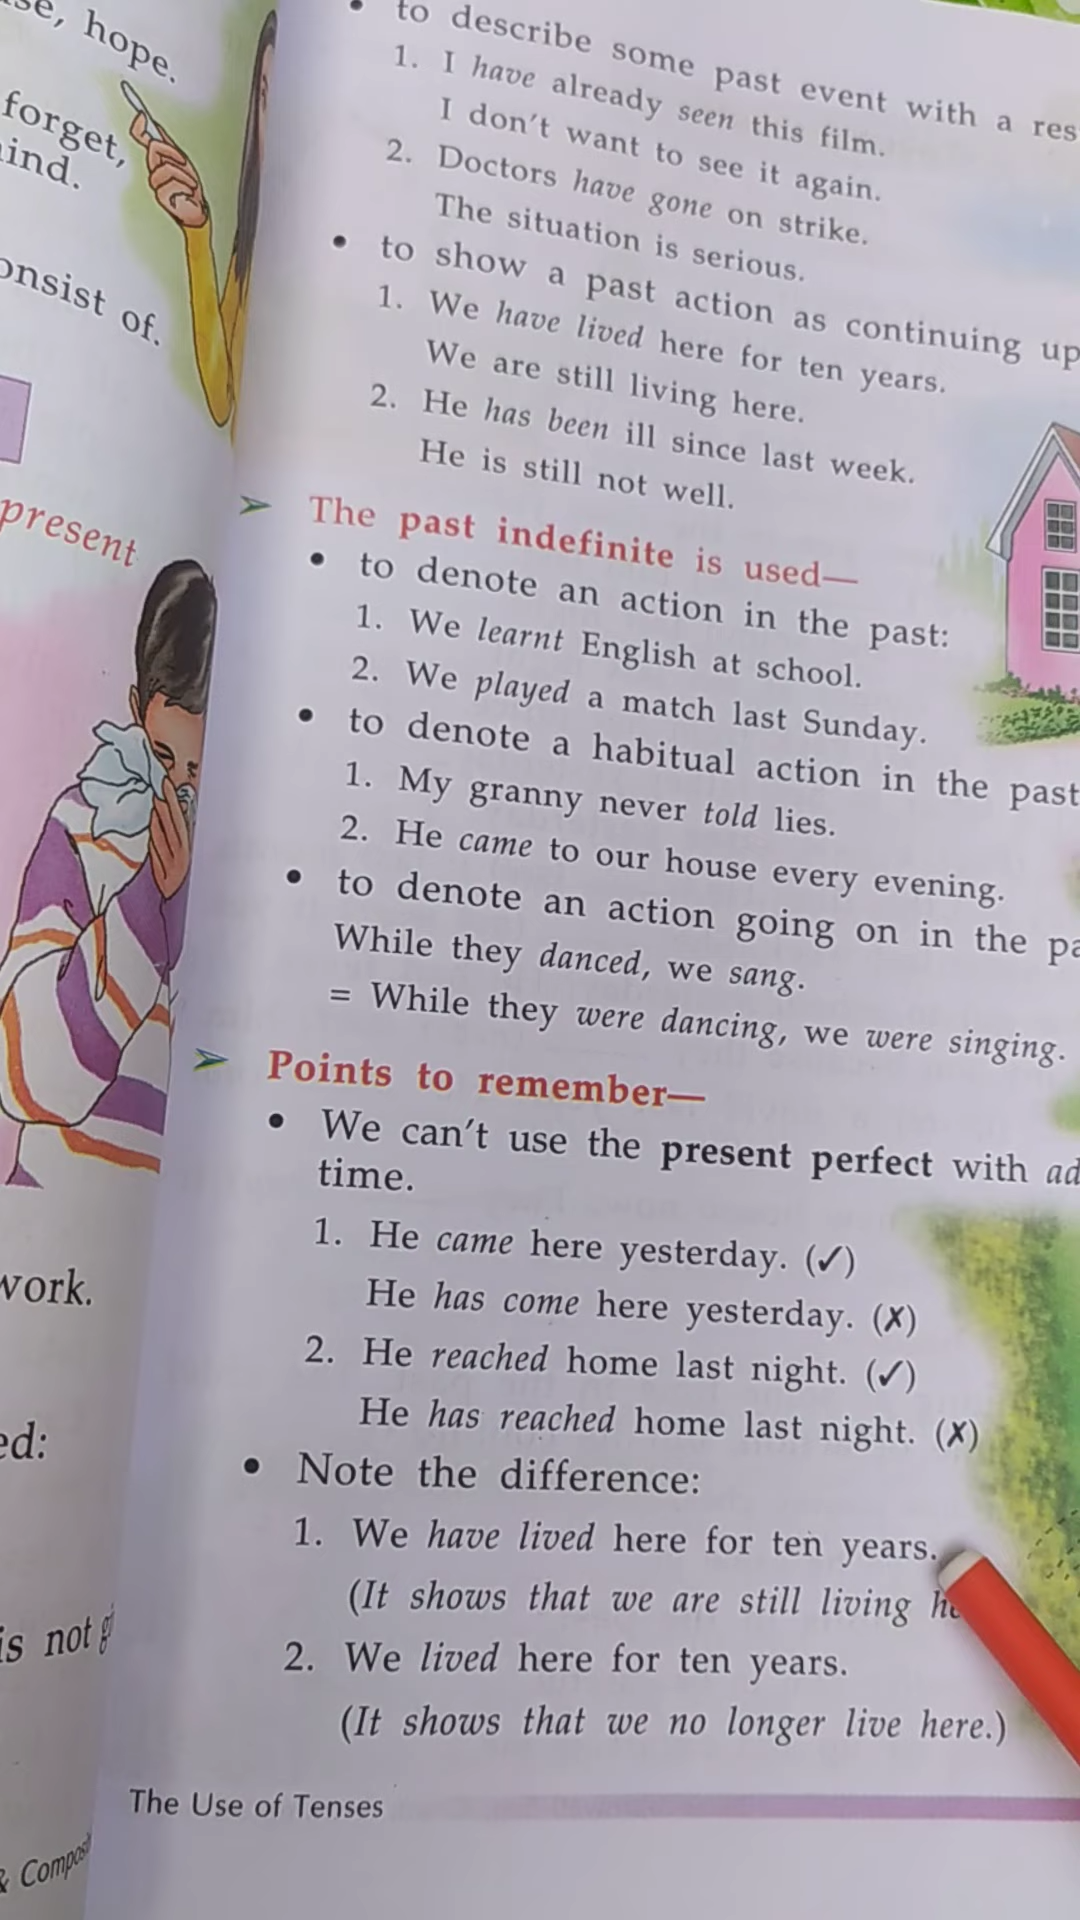 se, hope.
forget,
ind.
onsist of.
present
work.
ed:
is not
& Compos
• to describe some past event with a res
1. I have already seen this film.
I don't want to see it again.
2. Doctors have gone on strike.
The situation is serious.
• to show a past action as continuing up
1. We have lived here for ten years.
We are still living here.
2. He has been ill since last week.
He is still not well.
➢ The past indefinite is used—
• to denote an action in the past:
1. We learnt English at school.
2. We played a match last Sunday.
• to denote a habitual action in the past
1. My granny never told lies.
2. He came to our house every evening.
• to denote an action going on in the pa
While they danced, we sang.
= While they were dancing, we were singing.
➢ Points to remember—
• We can't use the present perfect with ad
time.
1. He came here yesterday. (✓)
He has come here yesterday. (✗)
2. He reached home last night. (✓)
He has reached home last night. (✗)
• Note the difference:
1. We have lived here for ten years.
(It shows that we are still living he
2. We lived here for ten years.
(It shows that we no longer live here.)
The Use of Tenses